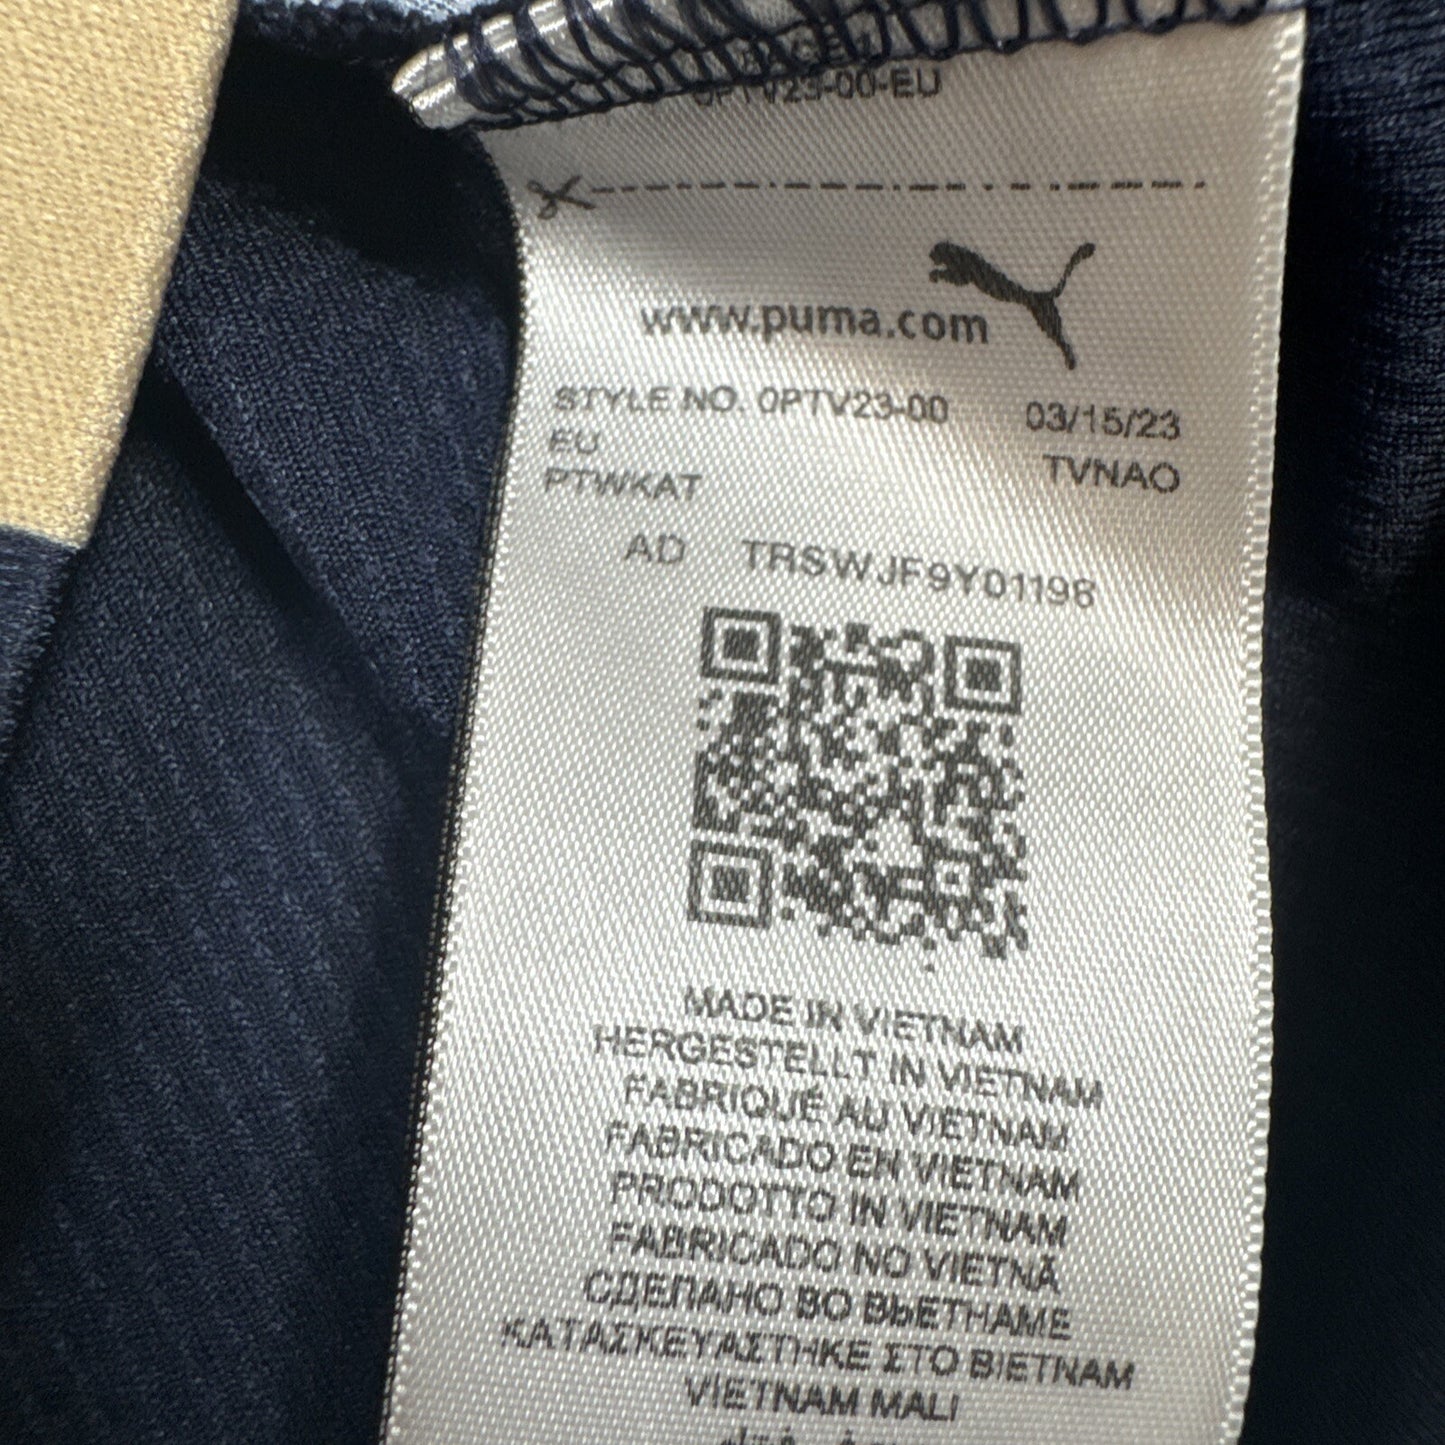 0PTV23-00-EU
www.puma.com
STYLE NO. 0PTV23-00 03/15/23
EU TVNAO
PTWKAT
AD TRSWJF9Y01198
MADE IN VIETNAM
HERGESTELLT IN VIETNAM
FABRIQUÉ AU VIETNAM
FABRICADO EN VIETNAM
PRODOTTO IN VIETNAM
FABRICADO NO VIETNÃ
СДЕЛАНО ВО ВЬЕТНАМЕ
ΚΑΤΑΣΚΕΥΑΣΤΗΚΕ ΣΤΟ ΒΙΕΤΝΑΜ
VİETNAM MALI